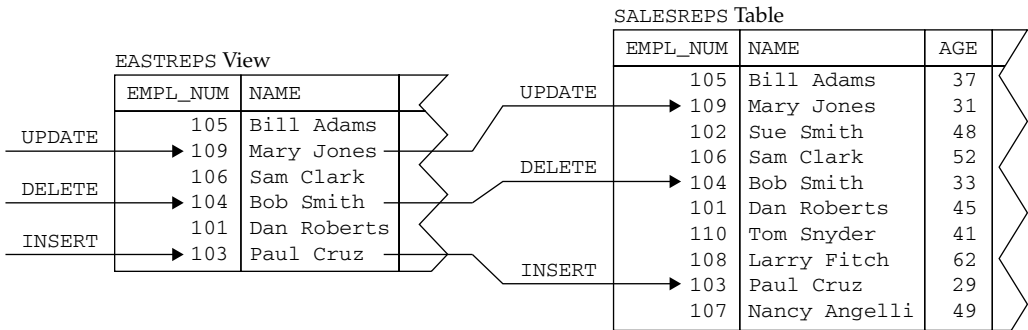 SALESREPS Table
EMPL_NUM NAME AGE
105 Bill Adams 37
109 Mary Jones 31
102 Sue Smith 48
106 Sam Clark 52
104 Bob Smith 33
101 Dan Roberts 45
110 Tom Snyder 41
108 Larry Fitch 62
103 Paul Cruz 29
107 Nancy Angelli 49
EASTREPS View
EMPL_NUM NAME
105 Bill Adams
109 Mary Jones
106 Sam Clark
104 Bob Smith
101 Dan Roberts
103 Paul Cruz
UPDATE
DELETE
INSERT
UPDATE
DELETE
INSERT